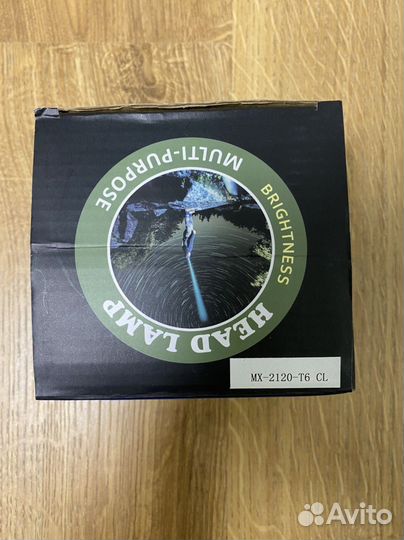 MULTI-PURPOSE
BRIGHTNESS
HEAD LAMP
MX-2120-T6 CL
Avito